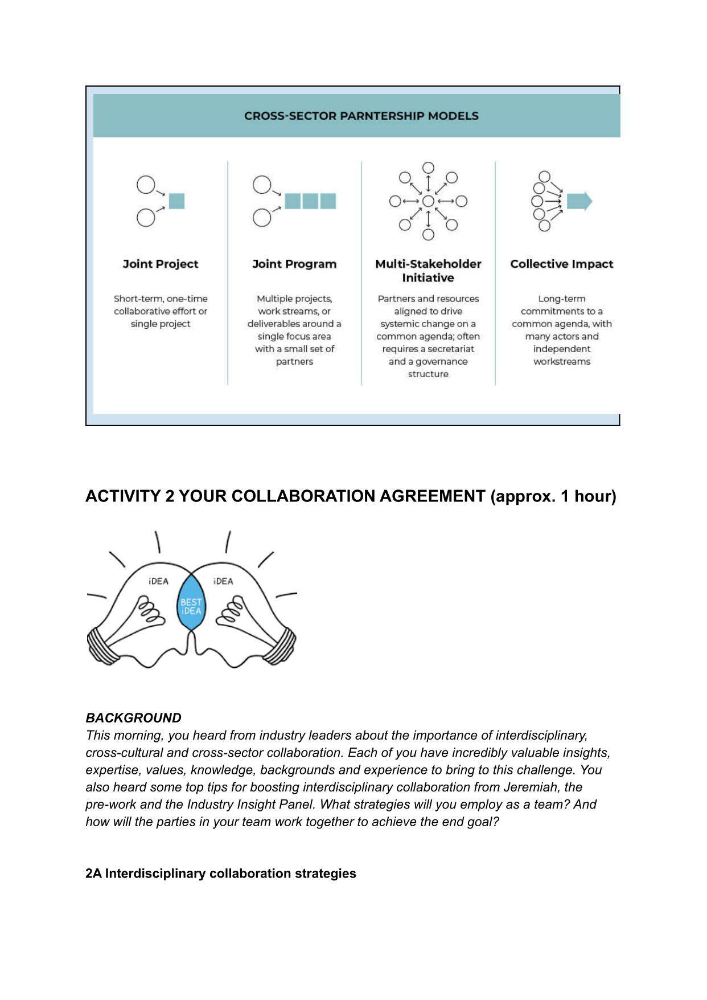 CROSS-SECTOR PARNTERSHIP MODELS
Joint Project
Short-term, one-time
collaborative effort or
single project
Joint Program
Multiple projects,
work streams, or
deliverables around a
single focus area
with a small set of
partners
Multi-Stakeholder
Initiative
Partners and resources
aligned to drive
systemic change on a
common agenda; often
requires a secretariat
and a governance
structure
Collective Impact
Long-term
commitments to a
common agenda, with
many actors and
independent
workstreams
ACTIVITY 2 YOUR COLLABORATION AGREEMENT (approx. 1 hour)
iDEA
iDEA
BEST
iDEA
BACKGROUND
This morning, you heard from industry leaders about the importance of interdisciplinary,
cross-cultural and cross-sector collaboration. Each of you have incredibly valuable insights,
expertise, values, knowledge, backgrounds and experience to bring to this challenge. You
also heard some top tips for boosting interdisciplinary collaboration from Jeremiah, the
pre-work and the Industry Insight Panel. What strategies will you employ as a team? And
how will the parties in your team work together to achieve the end goal?
2A Interdisciplinary collaboration strategies